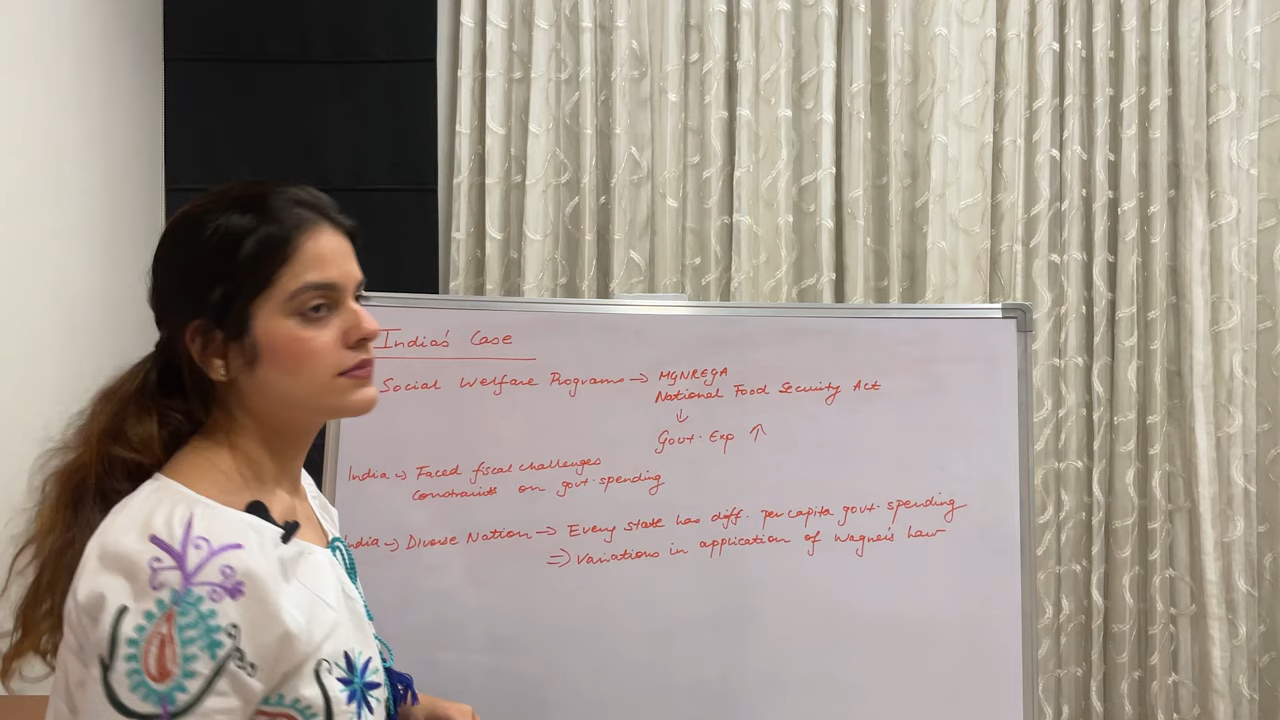 India's Case
Social Welfare Programs → MGNREGA
National Food Security Act
↓
Govt. Exp ↑
India → Faced fiscal challenges
constraints on govt. spending
India → Diverse Nation → Every state has diff. per capita govt. spending
⇒ Variations in application of Wagner's Law